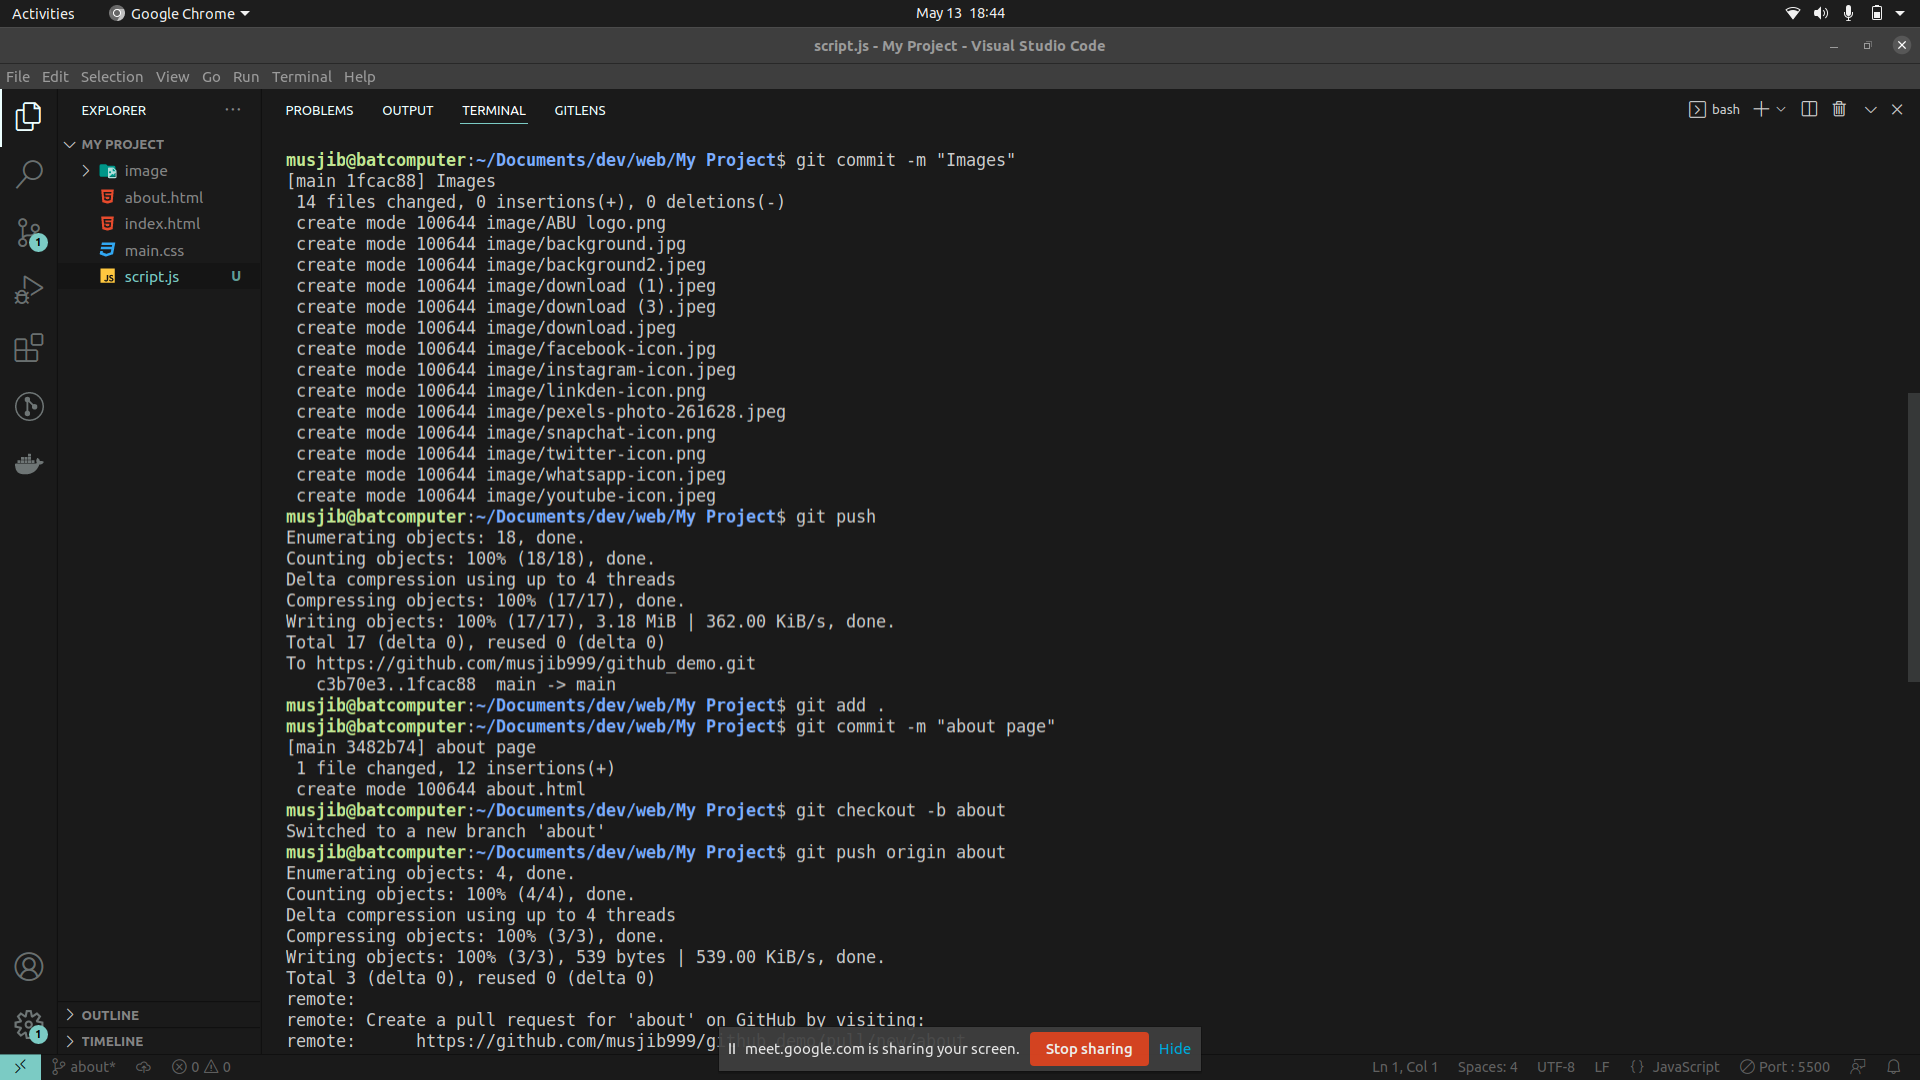 Activities Google Chrome May 13 18:44
script.js - My Project - Visual Studio Code
File Edit Selection View Go Run Terminal Help
EXPLORER ···
MY PROJECT
image
about.html
index.html
main.css
script.js U
OUTLINE
TIMELINE
PROBLEMS OUTPUT TERMINAL GITLENS bash
musjib@batcomputer:~/Documents/dev/web/My Project$ git commit -m "Images"
[main 1fcac88] Images
14 files changed, 0 insertions(+), 0 deletions(-)
create mode 100644 image/ABU logo.png
create mode 100644 image/background.jpg
create mode 100644 image/background2.jpeg
create mode 100644 image/download (1).jpeg
create mode 100644 image/download (3).jpeg
create mode 100644 image/download.jpeg
create mode 100644 image/facebook-icon.jpg
create mode 100644 image/instagram-icon.jpeg
create mode 100644 image/linkden-icon.png
create mode 100644 image/pexels-photo-261628.jpeg
create mode 100644 image/snapchat-icon.png
create mode 100644 image/twitter-icon.png
create mode 100644 image/whatsapp-icon.jpeg
create mode 100644 image/youtube-icon.jpeg
musjib@batcomputer:~/Documents/dev/web/My Project$ git push
Enumerating objects: 18, done.
Counting objects: 100% (18/18), done.
Delta compression using up to 4 threads
Compressing objects: 100% (17/17), done.
Writing objects: 100% (17/17), 3.18 MiB | 362.00 KiB/s, done.
Total 17 (delta 0), reused 0 (delta 0)
To https://github.com/musjib999/github_demo.git
c3b70e3..1fcac88 main -> main
musjib@batcomputer:~/Documents/dev/web/My Project$ git add .
musjib@batcomputer:~/Documents/dev/web/My Project$ git commit -m "about page"
[main 3482b74] about page
1 file changed, 12 insertions(+)
create mode 100644 about.html
musjib@batcomputer:~/Documents/dev/web/My Project$ git checkout -b about
Switched to a new branch 'about'
musjib@batcomputer:~/Documents/dev/web/My Project$ git push origin about
Enumerating objects: 4, done.
Counting objects: 100% (4/4), done.
Delta compression using up to 4 threads
Compressing objects: 100% (3/3), done.
Writing objects: 100% (3/3), 539 bytes | 539.00 KiB/s, done.
Total 3 (delta 0), reused 0 (delta 0)
remote:
remote: Create a pull request for 'about' on GitHub by visiting:
remote: https://github.com/musjib999/gi
meet.google.com is sharing your screen. Stop sharing Hide
1
1
about* 0 0 Ln 1, Col 1 Spaces: 4 UTF-8 LF {} JavaScript Port : 5500